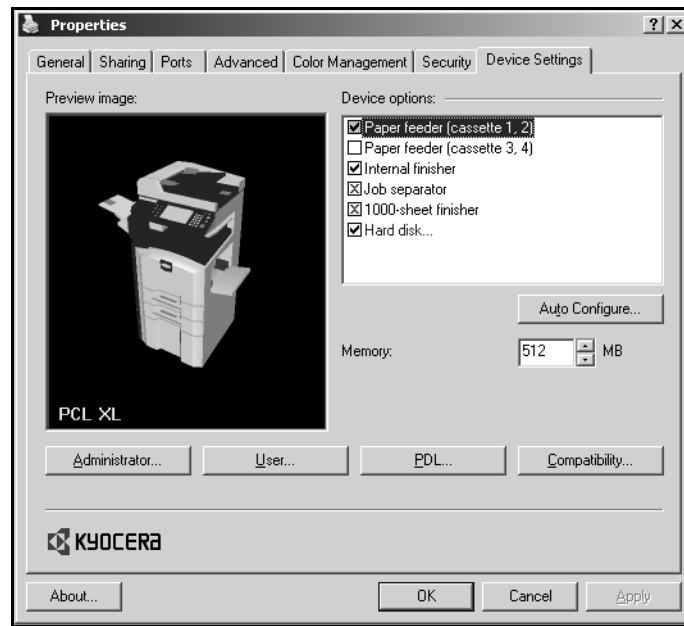 Properties
General Sharing Ports Advanced Color Management Security Device Settings
Preview image:
Device options:
Paper feeder (cassette 1, 2)
Paper feeder (cassette 3, 4)
Internal finisher
Job separator
1000-sheet finisher
Hard disk...
Auto Configure...
Memory: 512 MB
PCL XL
Administrator... User... PDL... Compatibility...
KYOCERA
About... OK Cancel Apply